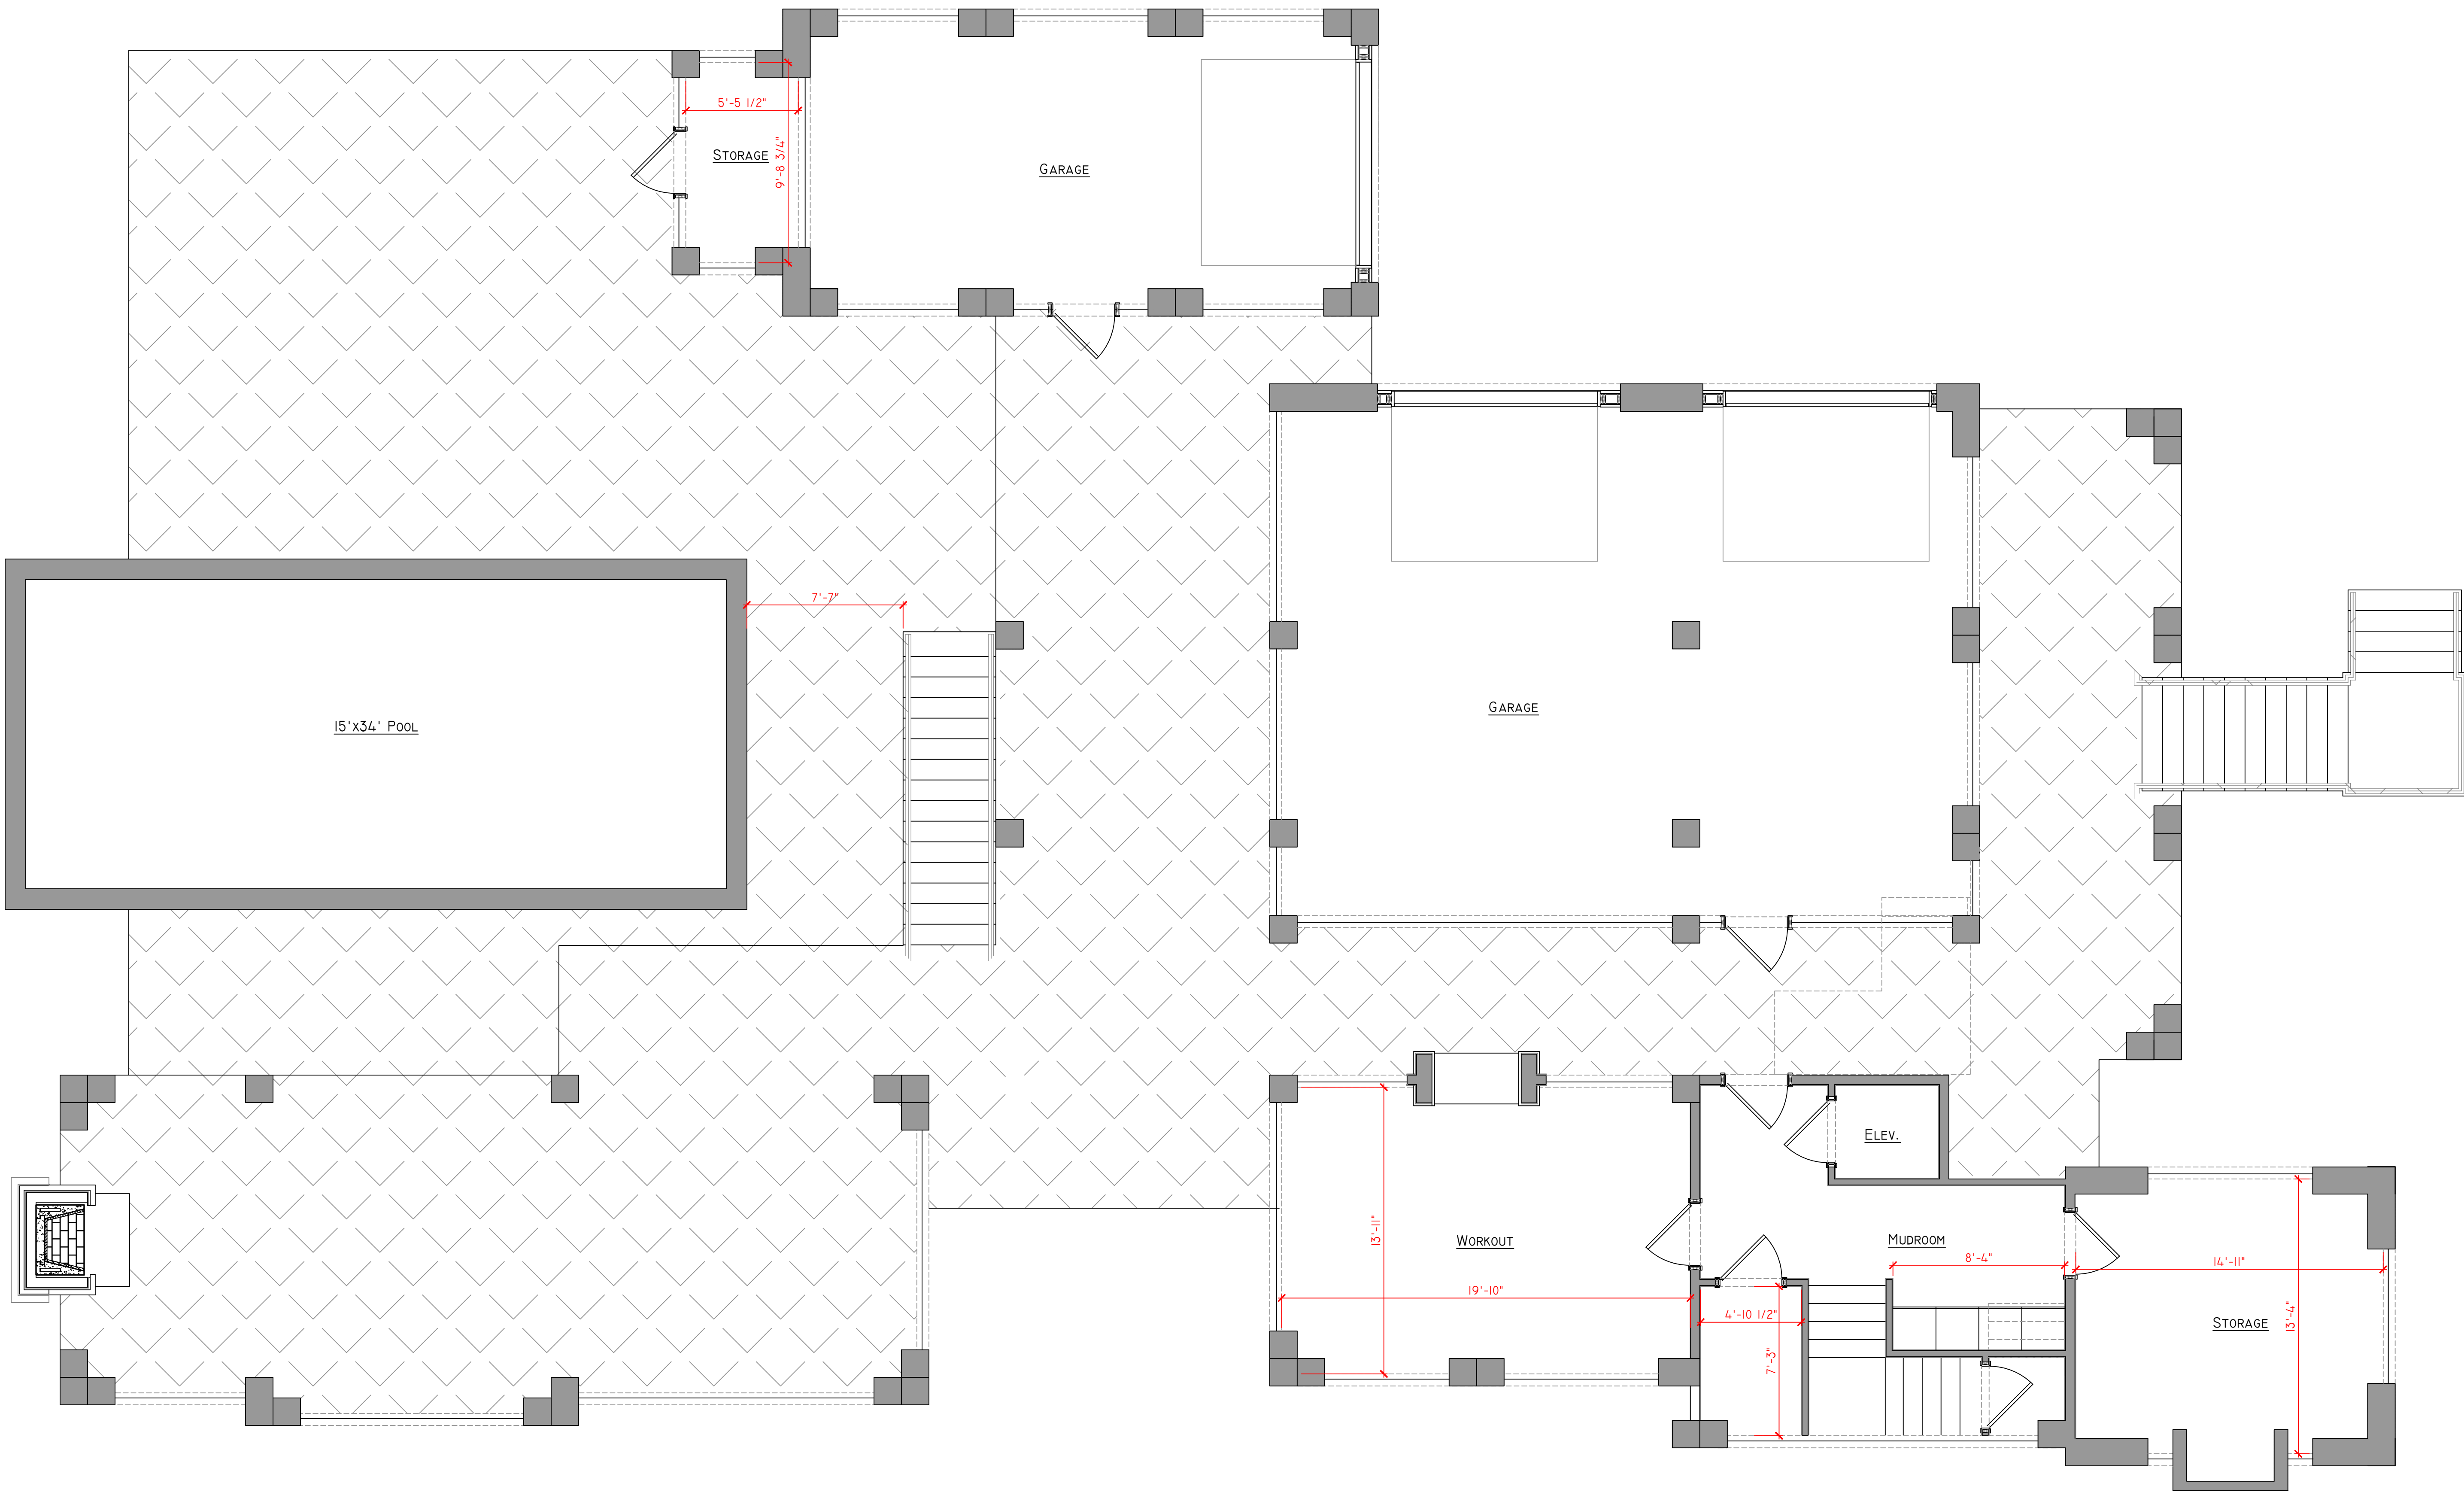 5'-5 1/2"
STORAGE
9'-8 3/4"
GARAGE
7'-7"
15'X34' POOL
GARAGE
ELEV.
WORKOUT
13'-11"
MUDROOM
8'-4"
14'-11"
19'-10"
4'-10 1/2"
7'-3"
STORAGE
13'-4"